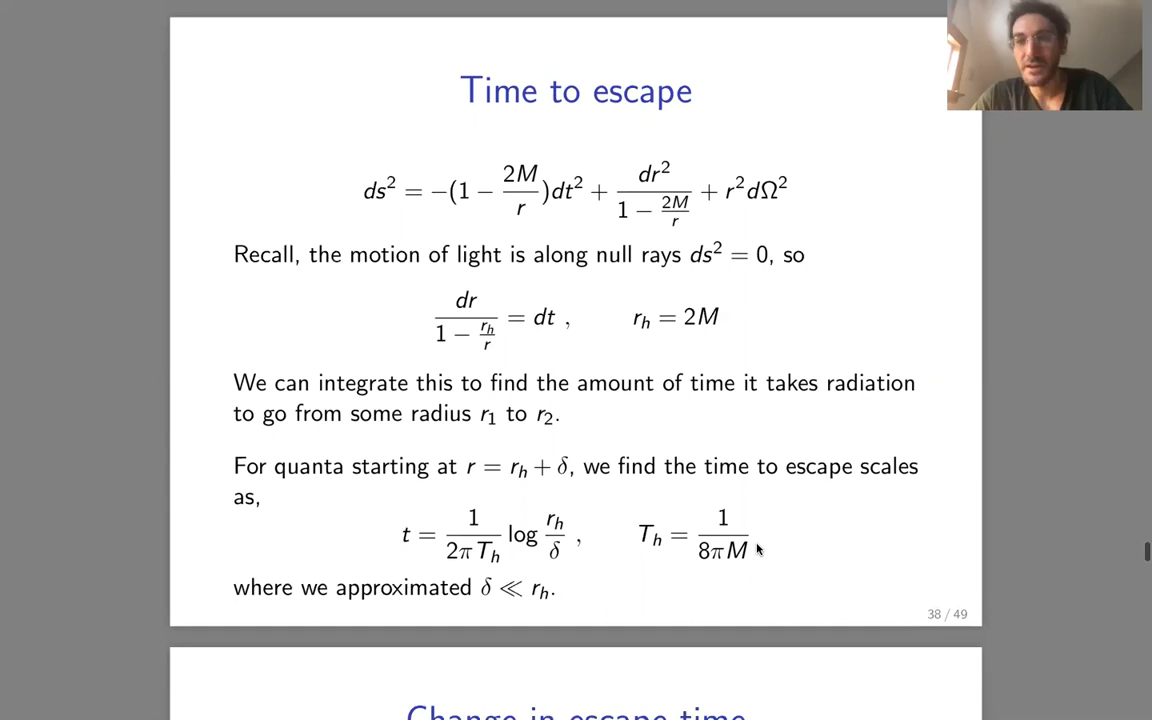 Time to escape
ds² = −(1 − 2M/r)dt² + dr²/(1 − 2M/r) + r²dΩ²
Recall, the motion of light is along null rays ds² = 0, so
dr/(1 − r_h/r) = dt , r_h = 2M
We can integrate this to find the amount of time it takes radiation
to go from some radius r₁ to r₂.
For quanta starting at r = r_h + δ, we find the time to escape scales
as,
t = 1/(2πT_h) log r_h/δ , T_h = 1/(8πM)
where we approximated δ ≪ r_h.
38 / 49
Change in escape time